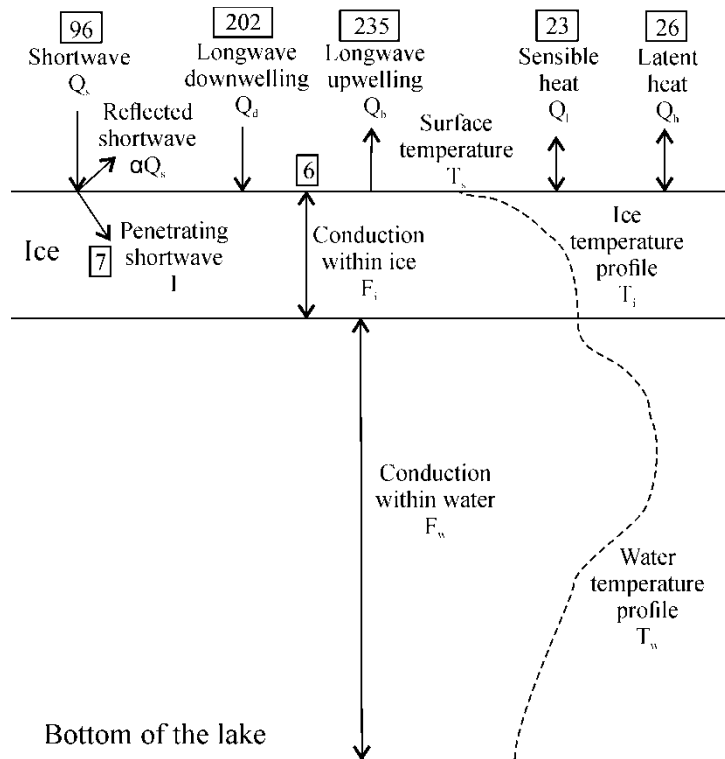 96
Shortwave
Qs
202
Longwave
downwelling
Qd
235
Longwave
upwelling
Qb
23
Sensible
heat
Ql
26
Latent
heat
Qh
Reflected
shortwave
αQs
6
Surface
temperature
Ts
Ice
7
Penetrating
shortwave
I
Conduction
within ice
Fi
Ice
temperature
profile
Ti
Conduction
within water
Fw
Water
temperature
profile
Tw
Bottom of the lake